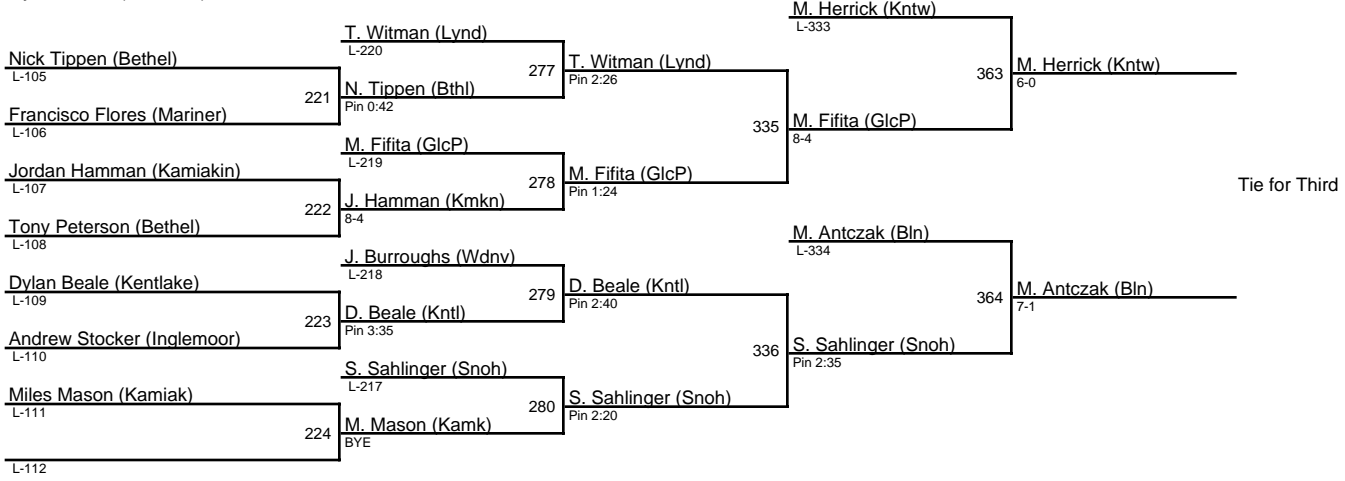 M. Herrick (Kntw)
L-333
T. Witman (Lynd)
L-220
Nick Tippen (Bethel)
L-105
277
T. Witman (Lynd)
Pin 2:26
363
M. Herrick (Kntw)
6-0
221
N. Tippen (Bthl)
Pin 0:42
Francisco Flores (Mariner)
L-106
335
M. Fifita (GlcP)
8-4
M. Fifita (GlcP)
L-219
Jordan Hamman (Kamiakin)
L-107
278
M. Fifita (GlcP)
Pin 1:24
Tie for Third
222
J. Hamman (Kmkn)
8-4
Tony Peterson (Bethel)
L-108
M. Antczak (Bln)
L-334
J. Burroughs (Wdnv)
L-218
Dylan Beale (Kentlake)
L-109
279
D. Beale (Kntl)
Pin 2:40
364
M. Antczak (Bln)
7-1
223
D. Beale (Kntl)
Pin 3:35
Andrew Stocker (Inglemoor)
L-110
336
S. Sahlinger (Snoh)
Pin 2:35
S. Sahlinger (Snoh)
L-217
Miles Mason (Kamiak)
L-111
280
S. Sahlinger (Snoh)
Pin 2:20
224
M. Mason (Kamk)
BYE
L-112